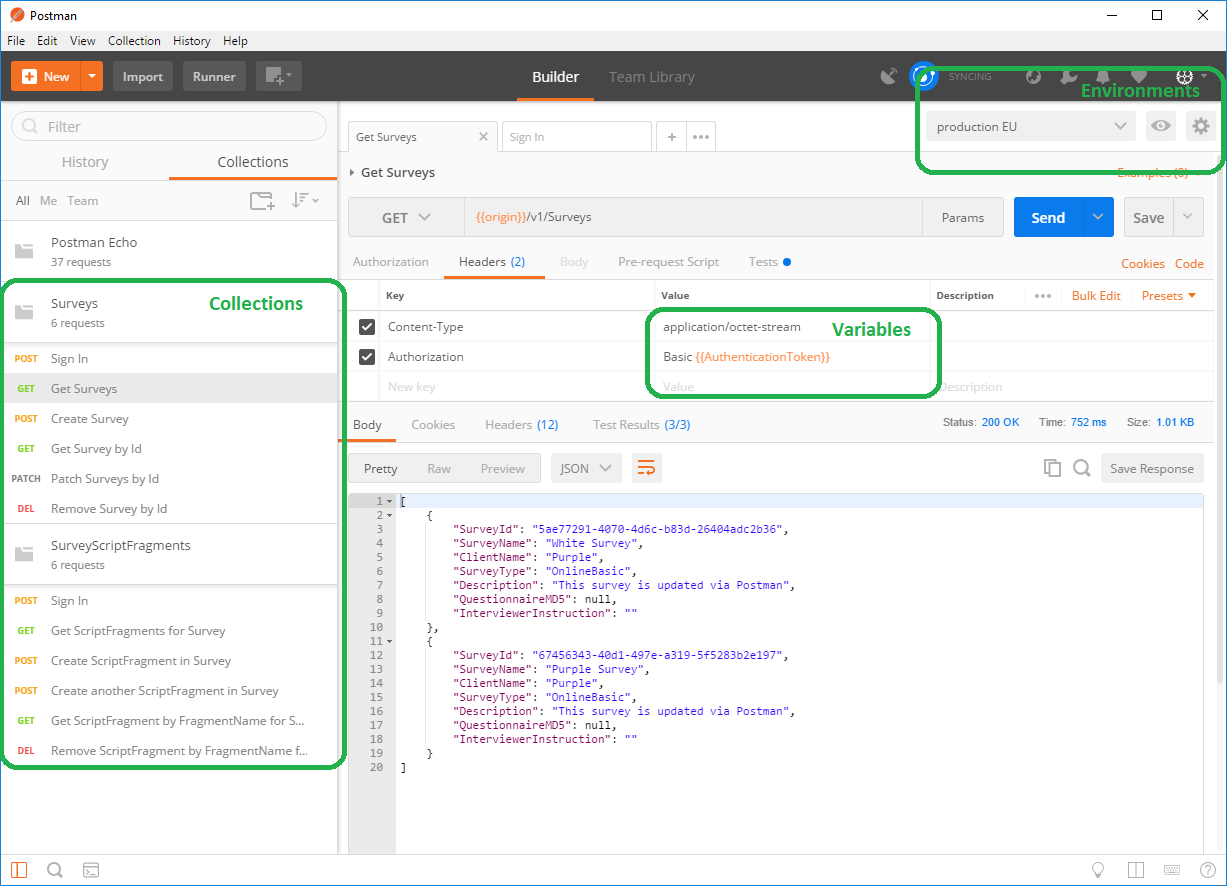 Postman
File Edit View Collection History Help
New Import Runner Builder Team Library SYNCING
Environments
Filter
production EU
History Collections
Get Surveys Sign In
All Me Team
Get Surveys
Examples (0)
Postman Echo
37 requests
GET {{origin}}/v1/Surveys Params Send Save
Authorization Headers (2) Body Pre-request Script Tests
Cookies Code
Collections
Surveys
6 requests
Key Value Description Bulk Edit Presets
Content-Type application/octet-stream
Variables
Authorization Basic {{AuthenticationToken}}
New key Value Description
POST Sign In
GET Get Surveys
POST Create Survey
GET Get Survey by Id
PATCH Patch Surveys by Id
DEL Remove Survey by Id
SurveyScriptFragments
6 requests
POST Sign In
GET Get ScriptFragments for Survey
POST Create ScriptFragment in Survey
POST Create another ScriptFragment in Survey
GET Get ScriptFragment by FragmentName for S...
DEL Remove ScriptFragment by FragmentName f...
Body Cookies Headers (12) Test Results (3/3) Status: 200 OK Time: 752 ms Size: 1.01 KB
Pretty Raw Preview JSON Save Response
1 [
2 {
3 "SurveyId": "5ae77291-4070-4d6c-b83d-26404adc2b36",
4 "SurveyName": "White Survey",
5 "ClientName": "Purple",
6 "SurveyType": "OnlineBasic",
7 "Description": "This survey is updated via Postman",
8 "QuestionnaireMD5": null,
9 "InterviewerInstruction": ""
10 },
11 {
12 "SurveyId": "67456343-40d1-497e-a319-5f5283b2e197",
13 "SurveyName": "Purple Survey",
14 "ClientName": "Purple",
15 "SurveyType": "OnlineBasic",
16 "Description": "This survey is updated via Postman",
17 "QuestionnaireMD5": null,
18 "InterviewerInstruction": ""
19 }
20 ]